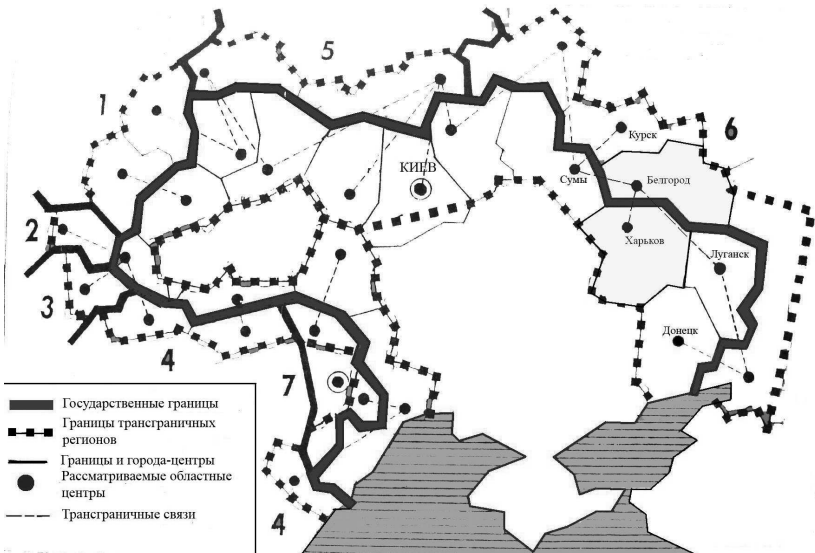 5
1
6
Курск
КИЕВ
Сумы
Белгород
2
Харьков
Луганск
3
Донецк
4
7
Государственные границы
Границы трансграничных
регионов
Границы и города-центры
Рассматриваемые областные
центры
Трансграничные связи
4